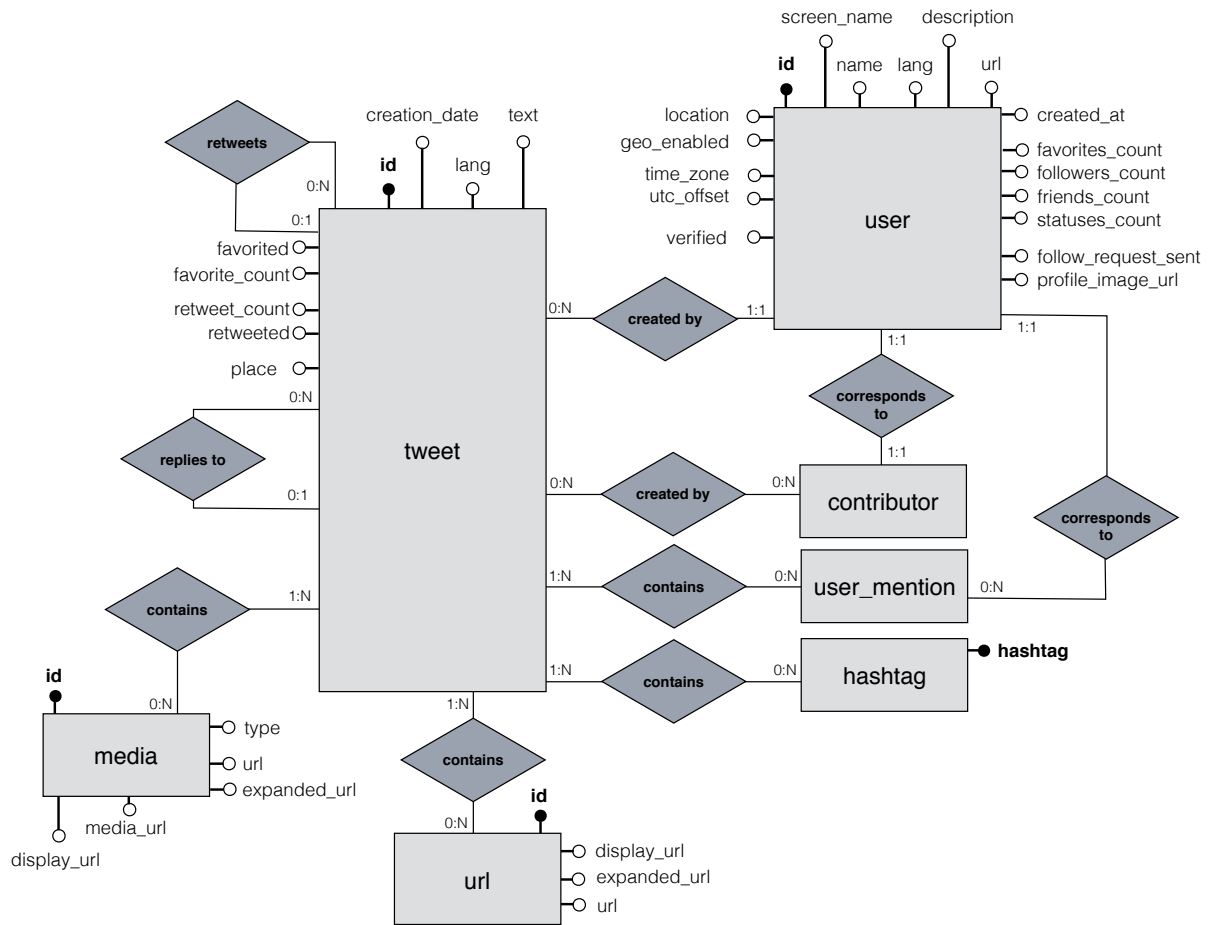 screen_name
description
id
name
lang
url
location
geo_enabled
time_zone
utc_offset
verified
user
created_at
favorites_count
followers_count
friends_count
statuses_count
follow_request_sent
profile_image_url
retweets
0:N
0:1
creation_date
text
id
lang
favorited
favorite_count
retweet_count
retweeted
place
tweet
0:N
replies to
0:1
0:N
created by
1:1
1:1
corresponds
to
1:1
1:1
corresponds
to
0:N
0:N
created by
0:N
contributor
1:N
contains
0:N
user_mention
1:N
contains
0:N
hashtag
hashtag
contains
1:N
0:N
id
media
type
url
expanded_url
media_url
display_url
1:N
contains
0:N
id
url
display_url
expanded_url
url